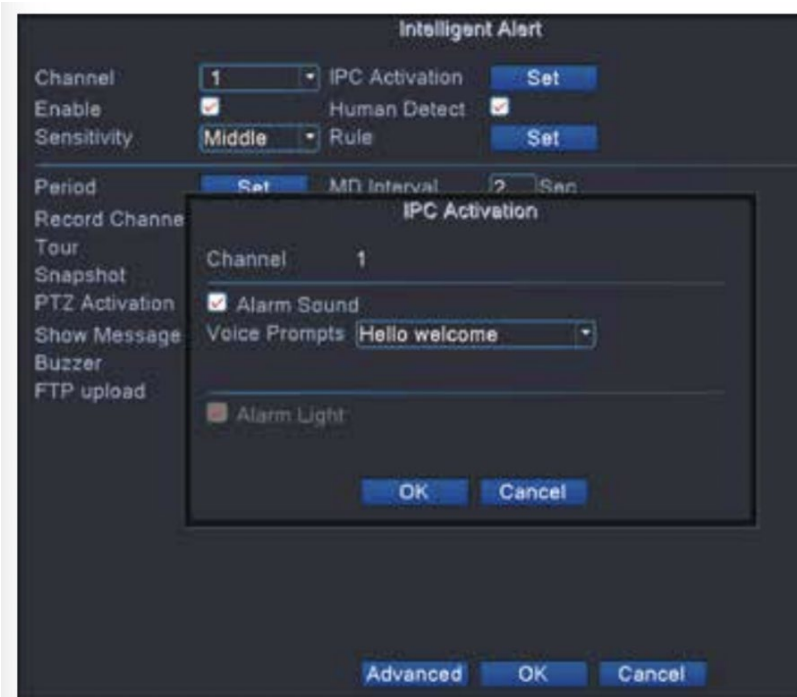 Intelligent Alert
Channel 1 IPC Activation Set
Enable Human Detect
Sensitivity Middle Rule Set
Period Set MD Interval 2 Sec
Record Channe
Tour
Snapshot
PTZ Activation
Show Message
Buzzer
FTP upload
IPC Activation
Channel 1
Alarm Sound
Voice Prompts Hello welcome
Alarm Light
OK Cancel
Advanced OK Cancel